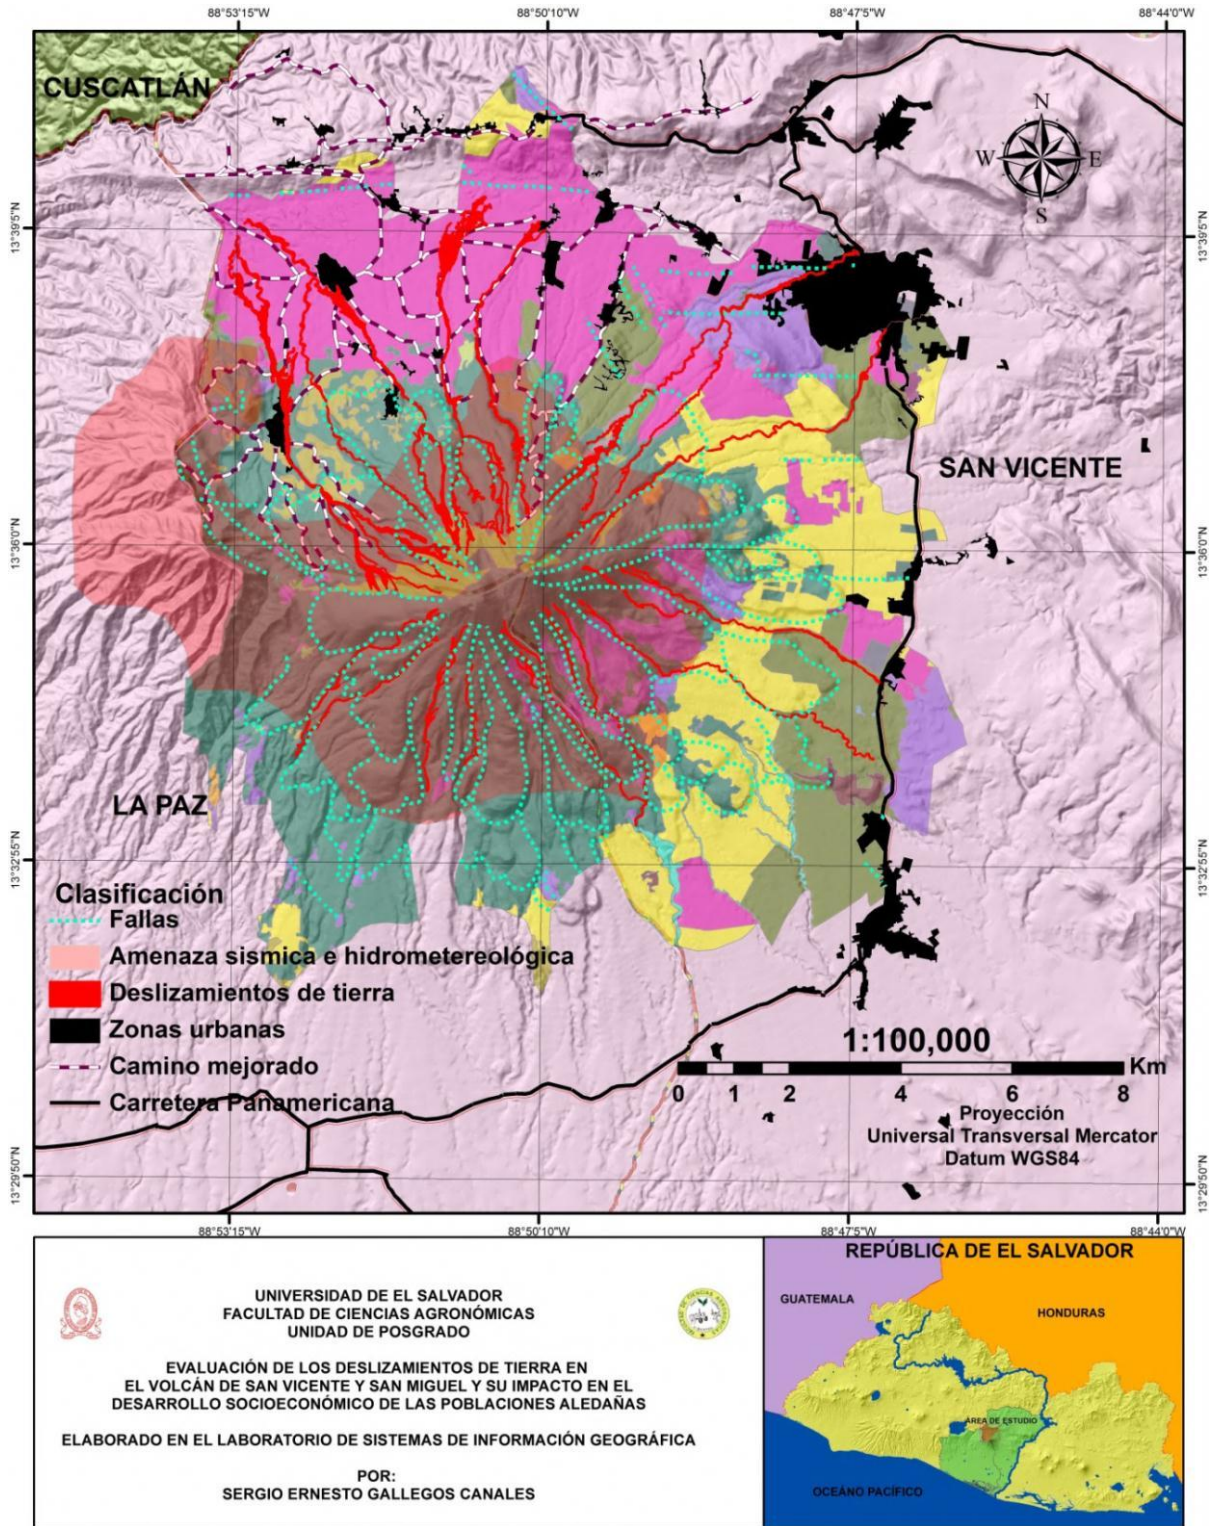 88°53'15"W
88°50'10"W
88°47'5"W
88°44'0"W
CUSCATLÁN
N
W
E
S
13°39'5"N
13°39'5"N
SAN VICENTE
13°36'0"N
13°36'0"N
LA PAZ
13°32'55"N
13°32'55"N
Clasificación
Fallas
Amenaza sismica e hidrometereológica
Deslizamientos de tierra
Zonas urbanas
Camino mejorado
Carretera Panamericana
1:100,000
Km
0 1 2 4 6 8
Proyección
Universal Transversal Mercator
Datum WGS84
13°29'50"N
13°29'50"N
88°53'15"W
88°50'10"W
88°47'5"W
88°44'0"W
UNIVERSIDAD DE EL SALVADOR
FACULTAD DE CIENCIAS AGRONÓMICAS
UNIDAD DE POSGRADO
EVALUACIÓN DE LOS DESLIZAMIENTOS DE TIERRA EN
EL VOLCÁN DE SAN VICENTE Y SAN MIGUEL Y SU IMPACTO EN EL
DESARROLLO SOCIOECONÓMICO DE LAS POBLACIONES ALEDAÑAS
ELABORADO EN EL LABORATORIO DE SISTEMAS DE INFORMACIÓN GEOGRÁFICA
POR:
SERGIO ERNESTO GALLEGOS CANALES
REPÚBLICA DE EL SALVADOR
GUATEMALA
HONDURAS
ÁREA DE ESTUDIO
OCEÁNO PACÍFICO